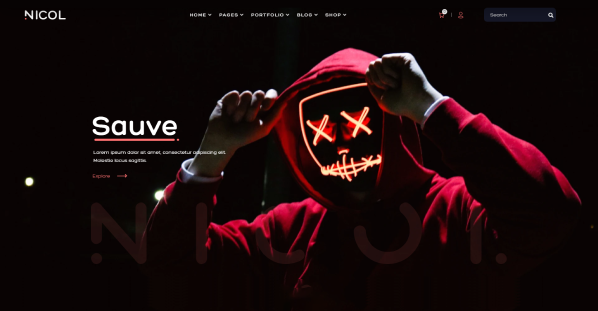 NICOL
HOME PAGES PORTFOLIO BLOG SHOP
0
Search
Sauve.
Lorem ipsum dolor sit amet, consectetur adipiscing elit.
Molestie locus sagittis.
Explore
NICOL.